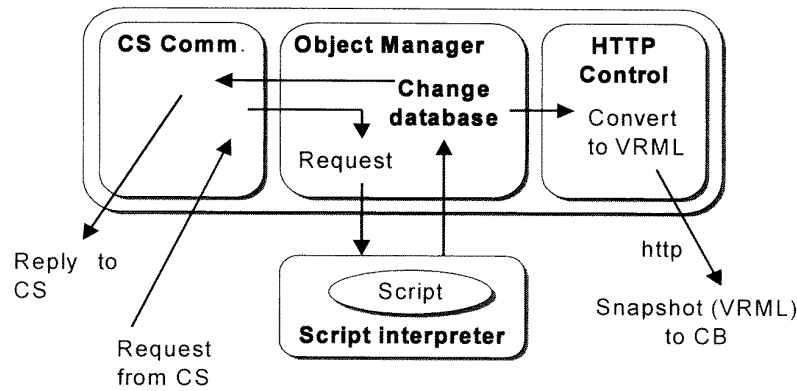 CS Comm.
Object Manager
HTTP
Control
Change
database
Convert
to VRML
Request
Reply to
CS
http
Script
Snapshot (VRML)
to CB
Script interpreter
Request
from CS